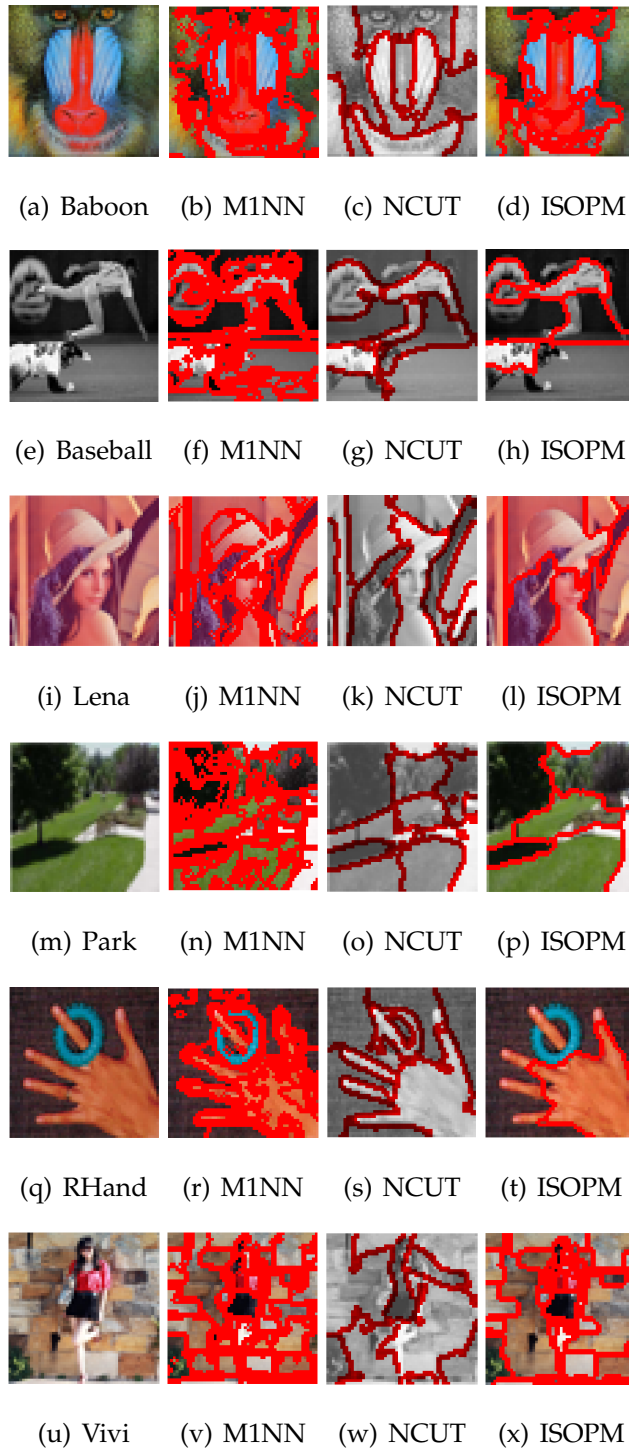 (a) Baboon (b) M1NN (c) NCUT (d) ISOPM
(e) Baseball (f) M1NN (g) NCUT (h) ISOPM
(i) Lena (j) M1NN (k) NCUT (l) ISOPM
(m) Park (n) M1NN (o) NCUT (p) ISOPM
(q) RHand (r) M1NN (s) NCUT (t) ISOPM
(u) Vivi (v) M1NN (w) NCUT (x) ISOPM